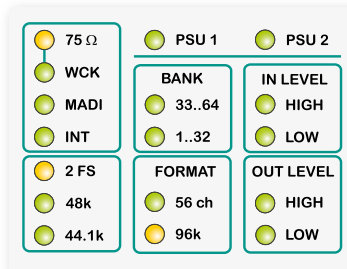 75 Ω
PSU 1
PSU 2
WCK
MADI
INT
BANK
33..64
1..32
IN LEVEL
HIGH
LOW
2 FS
48k
44.1k
FORMAT
56 ch
96k
OUT LEVEL
HIGH
LOW